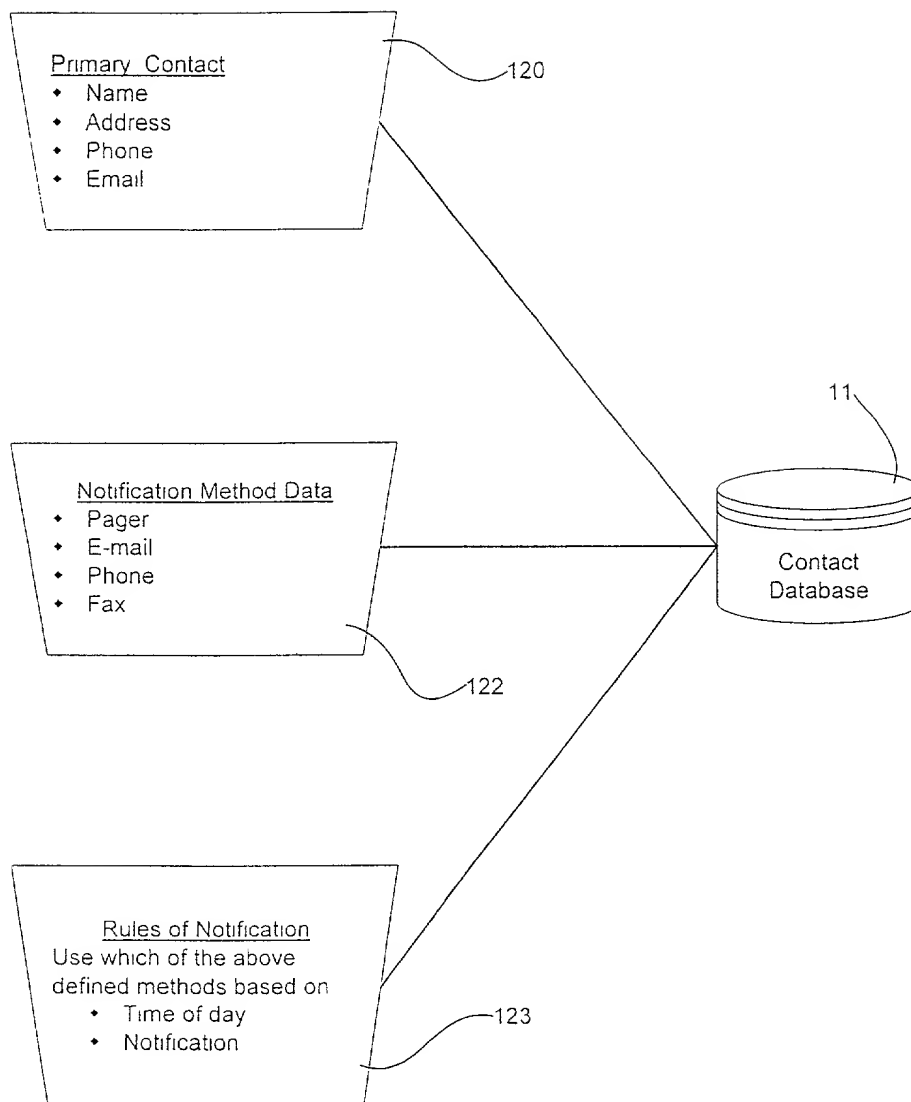 Primary Contact
• Name
• Address
• Phone
• Email
120
Notification Method Data
• Pager
• E-mail
• Phone
• Fax
122
11
Contact
Database
Rules of Notification
Use which of the above
defined methods based on
• Time of day
• Notification
123